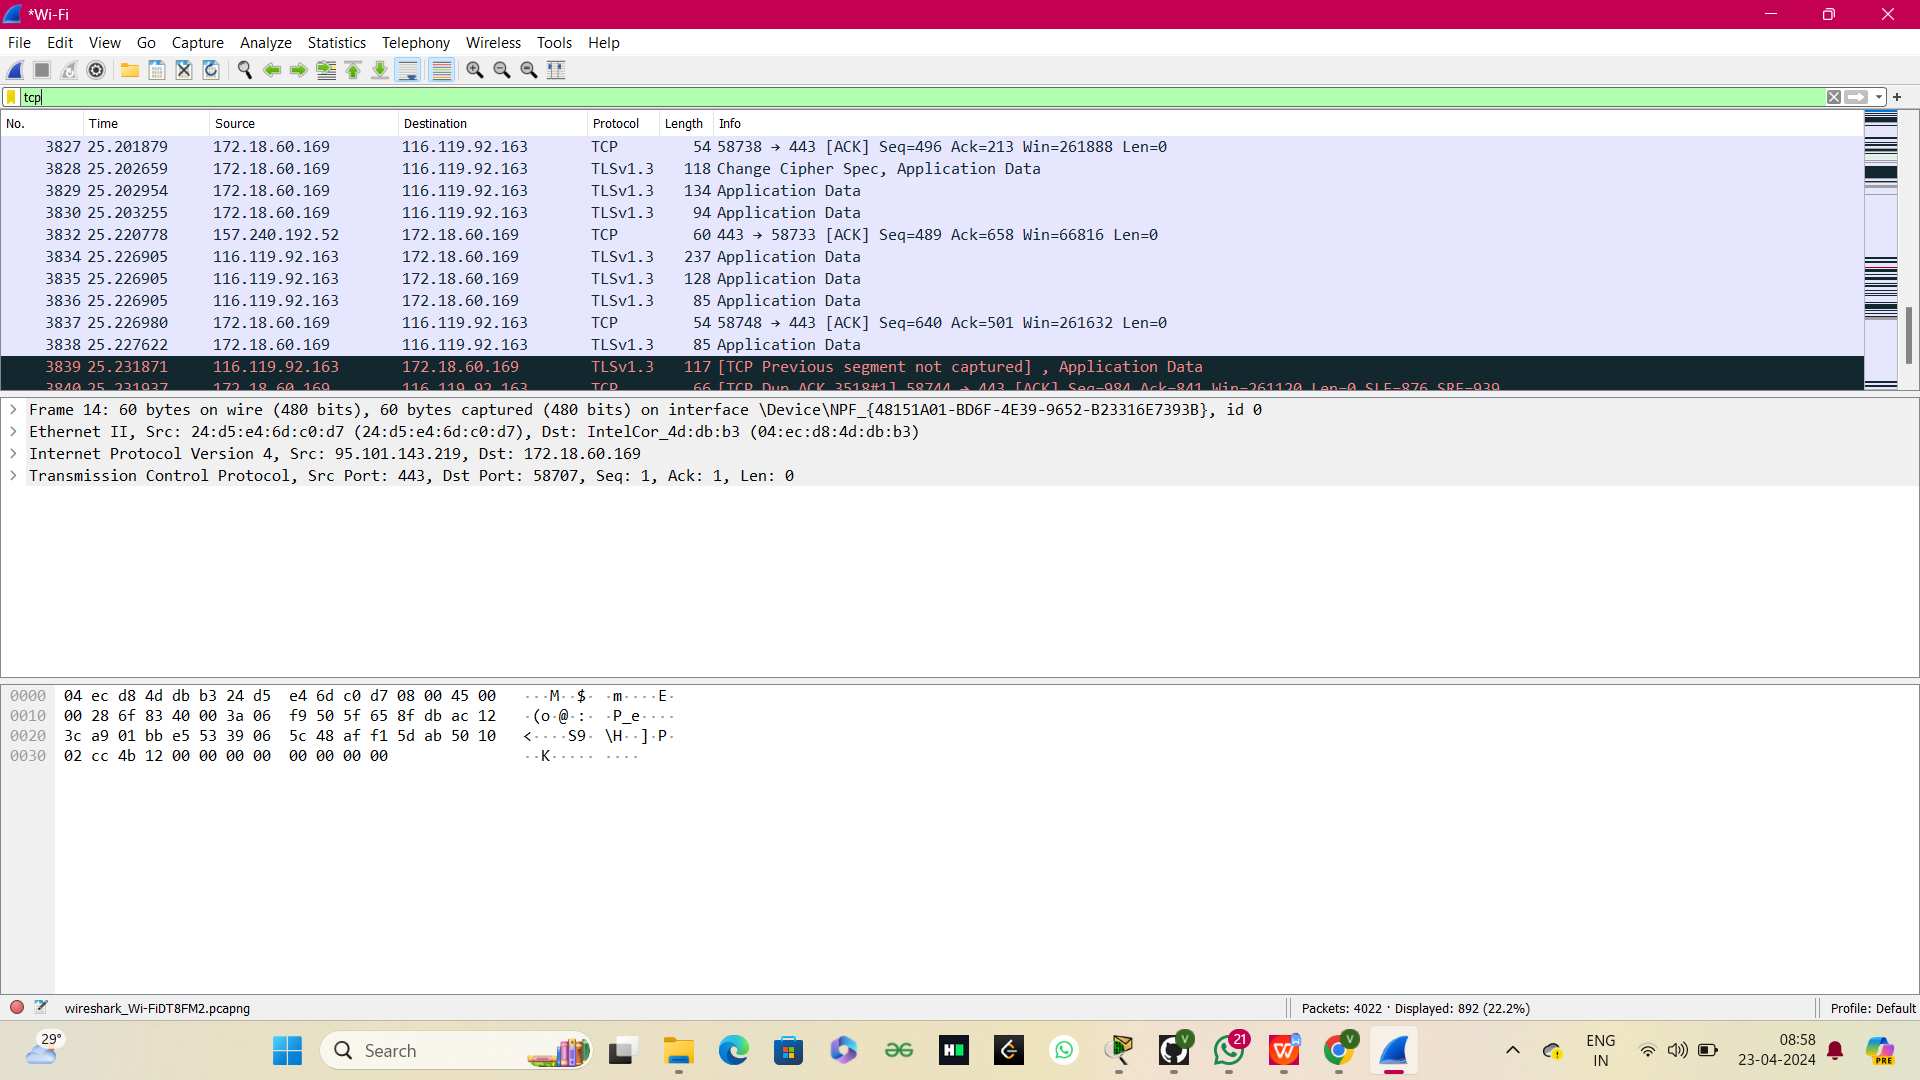 *Wi-Fi
File Edit View Go Capture Analyze Statistics Telephony Wireless Tools Help
tcp
No. Time Source Destination Protocol Length Info
3827 25.201879 172.18.60.169 116.119.92.163 TCP 54 58738 → 443 [ACK] Seq=496 Ack=213 Win=261888 Len=0
3828 25.202659 172.18.60.169 116.119.92.163 TLSv1.3 118 Change Cipher Spec, Application Data
3829 25.202954 172.18.60.169 116.119.92.163 TLSv1.3 134 Application Data
3830 25.203255 172.18.60.169 116.119.92.163 TLSv1.3 94 Application Data
3832 25.220778 157.240.192.52 172.18.60.169 TCP 60 443 → 58733 [ACK] Seq=489 Ack=658 Win=66816 Len=0
3834 25.226905 116.119.92.163 172.18.60.169 TLSv1.3 237 Application Data
3835 25.226905 116.119.92.163 172.18.60.169 TLSv1.3 128 Application Data
3836 25.226905 116.119.92.163 172.18.60.169 TLSv1.3 85 Application Data
3837 25.226980 172.18.60.169 116.119.92.163 TCP 54 58748 → 443 [ACK] Seq=640 Ack=501 Win=261632 Len=0
3838 25.227622 172.18.60.169 116.119.92.163 TLSv1.3 85 Application Data
3839 25.231871 116.119.92.163 172.18.60.169 TLSv1.3 117 [TCP Previous segment not captured] , Application Data
3840 25.231937 172.18.60.169 116.119.92.163 TCP 66 [TCP Dup ACK 3518#1] 58744 → 443 [ACK] Seq=984 Ack=841 Win=261120 Len=0 SLE=876 SRE=939
Frame 14: 60 bytes on wire (480 bits), 60 bytes captured (480 bits) on interface \Device\NPF_{48151A01-BD6F-4E39-9652-B23316E7393B}, id 0
Ethernet II, Src: 24:d5:e4:6d:c0:d7 (24:d5:e4:6d:c0:d7), Dst: IntelCor_4d:db:b3 (04:ec:d8:4d:db:b3)
Internet Protocol Version 4, Src: 95.101.143.219, Dst: 172.18.60.169
Transmission Control Protocol, Src Port: 443, Dst Port: 58707, Seq: 1, Ack: 1, Len: 0
0000 04 ec d8 4d db b3 24 d5 e4 6d c0 d7 08 00 45 00 ···M··$· ·m····E·
0010 00 28 6f 83 40 00 3a 06 f9 50 5f 65 8f db ac 12 ·(o·@·:· ·P_e····
0020 3c a9 01 bb e5 53 39 06 5c 48 af f1 5d ab 50 10 <····S9· \H··]·P·
0030 02 cc 4b 12 00 00 00 00 00 00 00 00 ··K····· ····
wireshark_Wi-FiDT8FM2.pcapng Packets: 4022 · Displayed: 892 (22.2%) Profile: Default
29° Search 21 ENG IN 08:58
23-04-2024 PRE